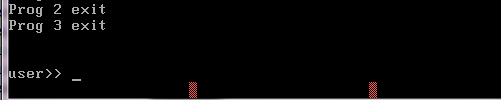 Prog 2 exit
Prog 3 exit
user>> _